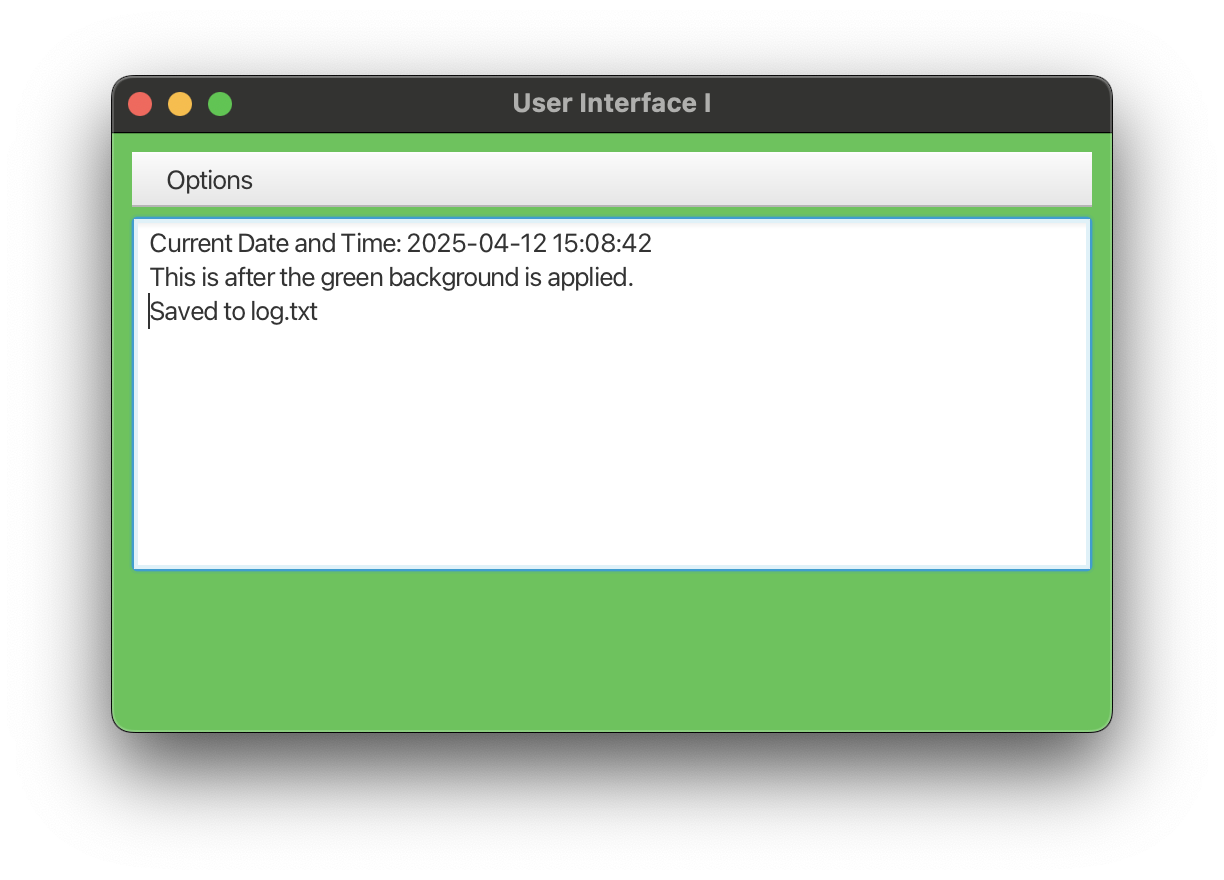 User Interface I
Options
Current Date and Time: 2025-04-12 15:08:42
This is after the green background is applied.
Saved to log.txt